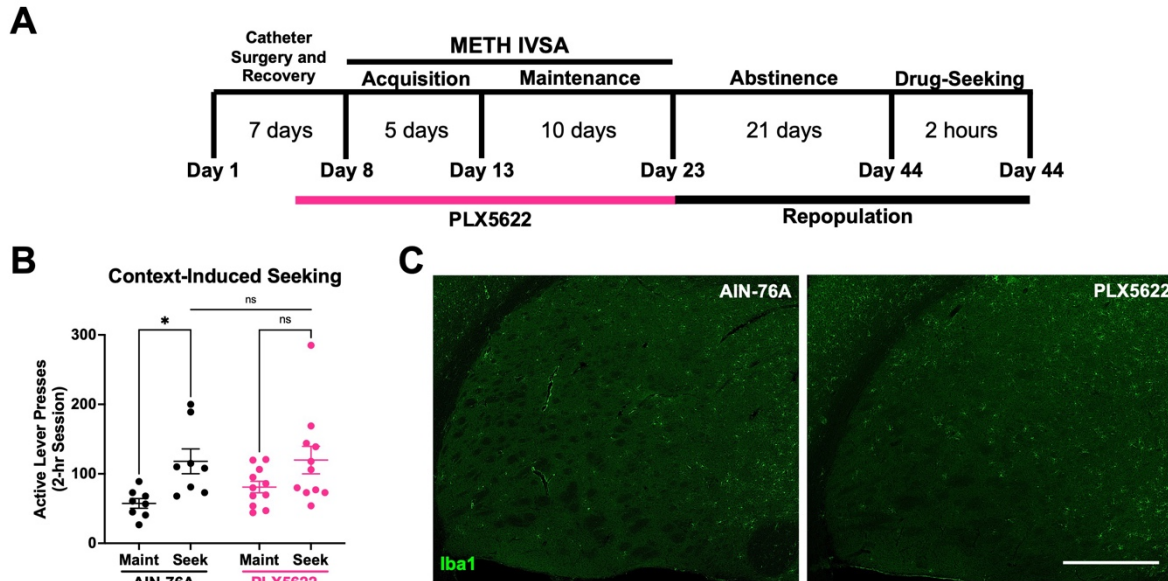 A
Catheter
Surgery and
Recovery
METH IVSA
Acquisition
Maintenance
Abstinence
Drug-Seeking
7 days
5 days
10 days
21 days
2 hours
Day 1
Day 8
Day 13
Day 23
Day 44
Day 44
PLX5622
Repopulation
B
Context-Induced Seeking
ns
*
ns
300
200
100
0
Active Lever Presses
(2-hr Session)
Maint
Seek
Maint
Seek
AIN-76A
PLX5622
C
AIN-76A
PLX5622
Iba1